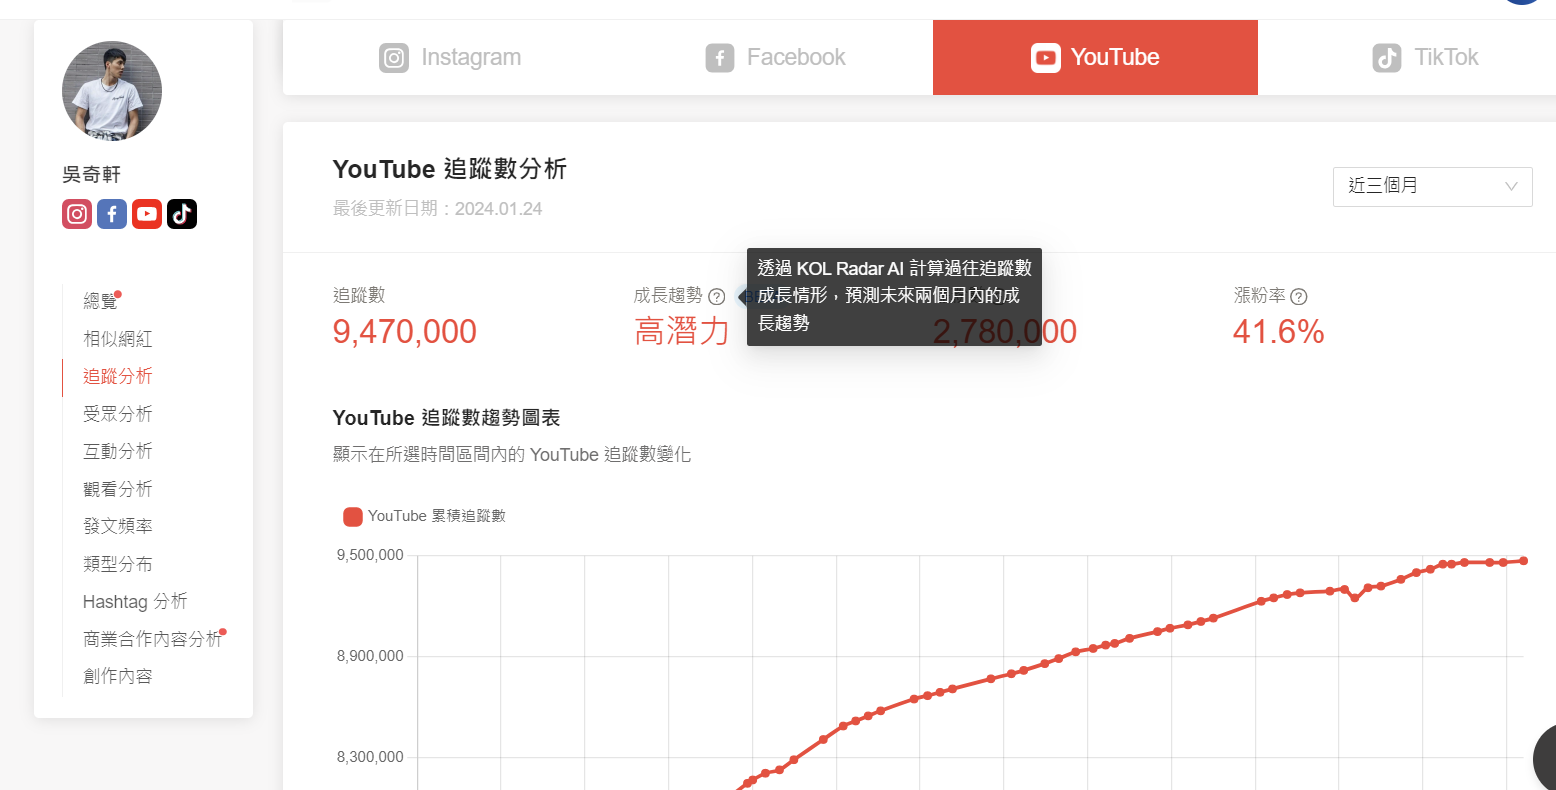 Instagram
Facebook
YouTube
TikTok
吳奇軒
總覽
相似網紅
追蹤分析
受眾分析
互動分析
觀看分析
發文頻率
類型分布
Hashtag 分析
商業合作內容分析
創作內容
YouTube 追蹤數分析
最後更新日期：2024.01.24
近三個月
追蹤數
9,470,000
成長趨勢
高潛力
透過 KOL Radar AI 計算過往追蹤數
成長情形，預測未來兩個月內的成
長趨勢
2,780,000
漲粉率
41.6%
YouTube 追蹤數趨勢圖表
顯示在所選時間區間內的 YouTube 追蹤數變化
YouTube 累積追蹤數
9,500,000
8,900,000
8,300,000